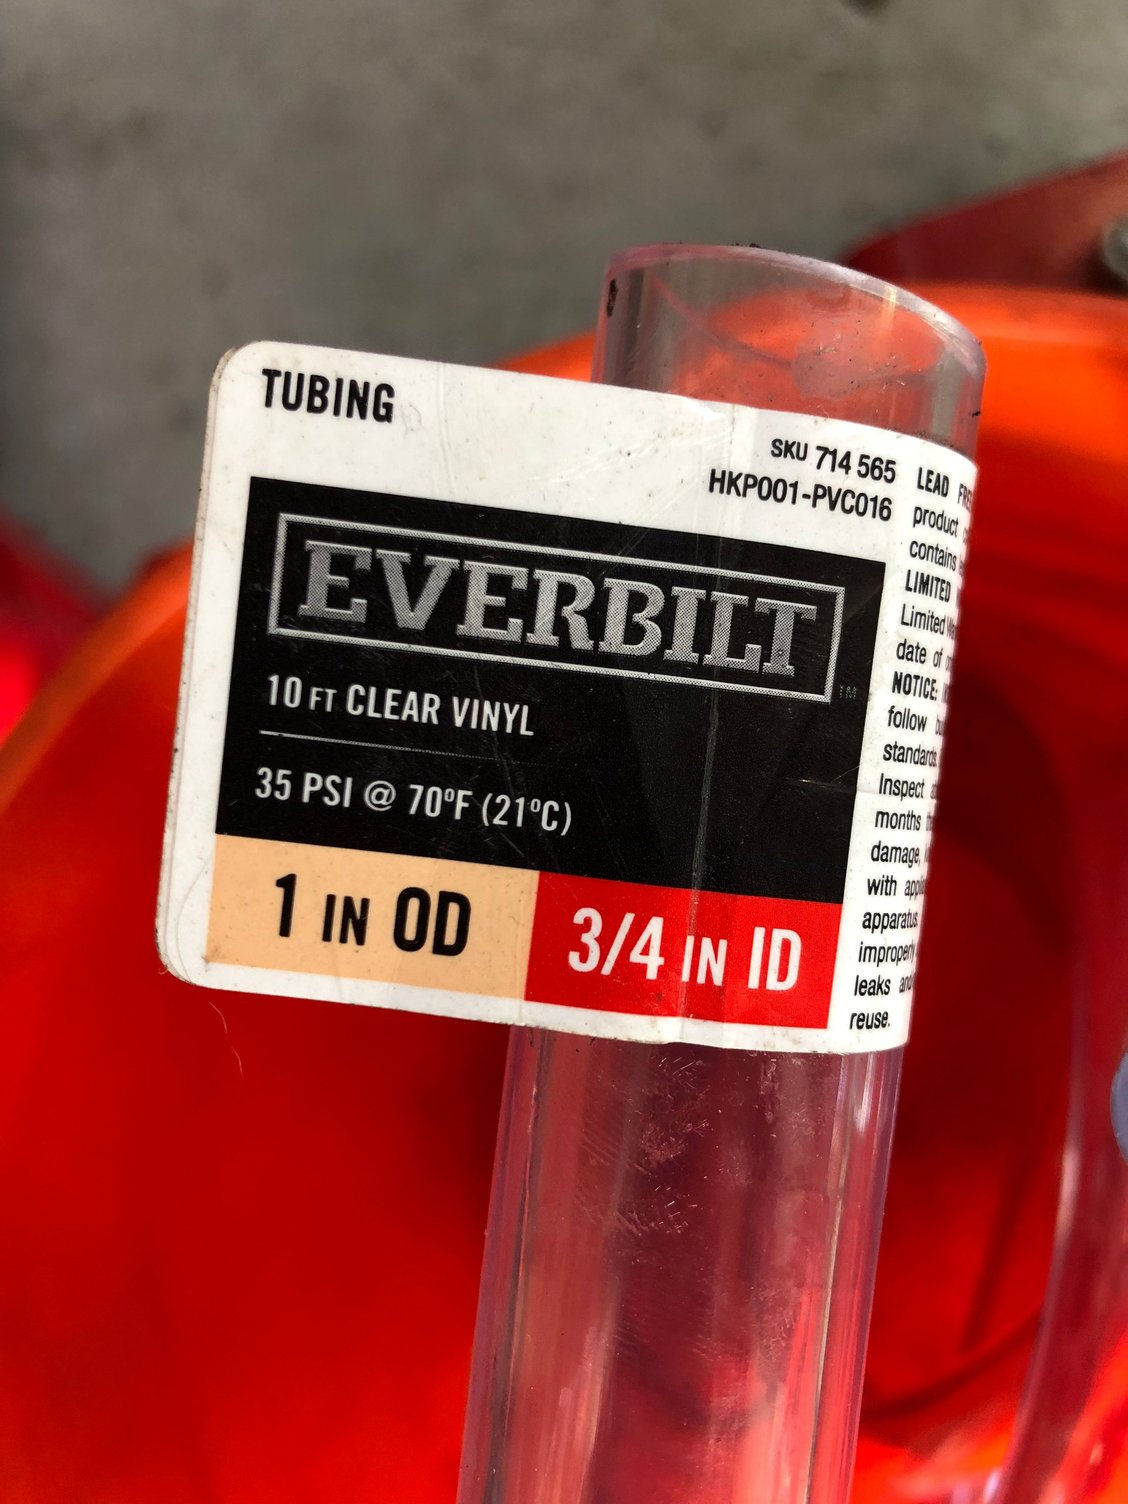 TUBING
SKU 714 565
HKP001-PVC016
EVERBILT
10 FT CLEAR VINYL
35 PSI @ 70ºF (21ºC)
1 IN OD
3/4 IN ID
LEAD
product
contains
LIMITED
Limited
date of
NOTICE:
follow
standards
Inspect
months
damage,
with
apparatus.
improperly
leaks
reuse.